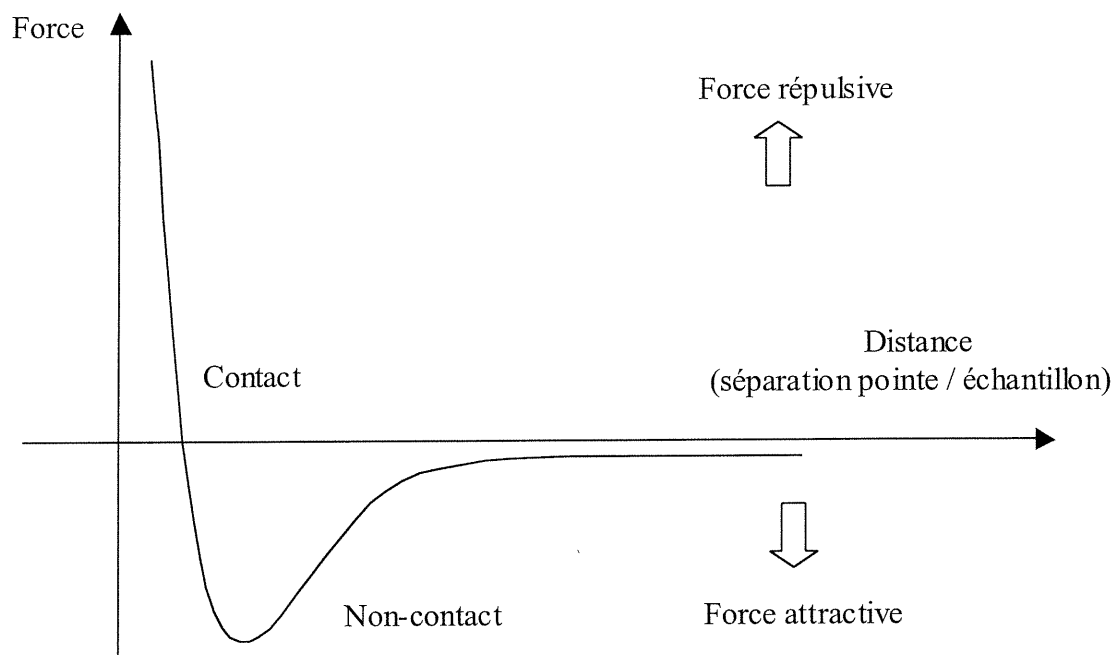 Force
Force répulsive
Distance
(séparation pointe / échantillon)
Contact
Non-contact
Force attractive